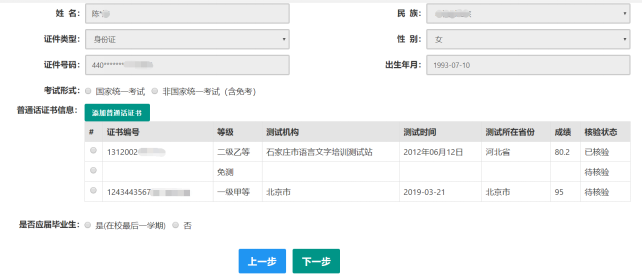 姓 名： 陈* 民 族：
证件类型： 身份证 性 别： 女
证件号码： 440******* 出生年月： 1993-07-10
考试形式： 国家统一考试 非国家统一考试（含免考）
普通话证书信息： 添加普通话证书
# 证书编号 等级 测试机构 测试时间 测试所在省份 成绩 核验状态
1312002 二级乙等 石家庄市语言文字培训测试站 2012年06月12日 河北省 80.2 已核验
免测 待核验
1243443567 一级甲等 北京市 2019-03-21 北京市 95 待核验
是否应届毕业生： 是(在校最后一学期) 否
上一步 下一步